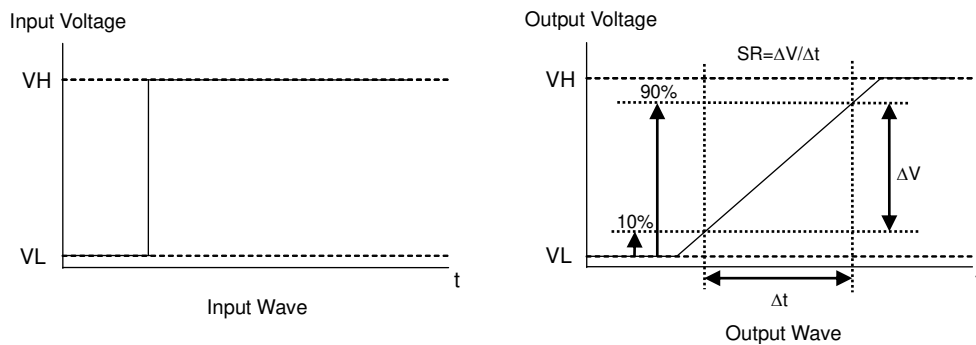 Input Voltage
VH
VL
t
Input Wave
Output Voltage
SR=ΔV/Δt
VH
90%
ΔV
10%
VL
t
Δt
Output Wave